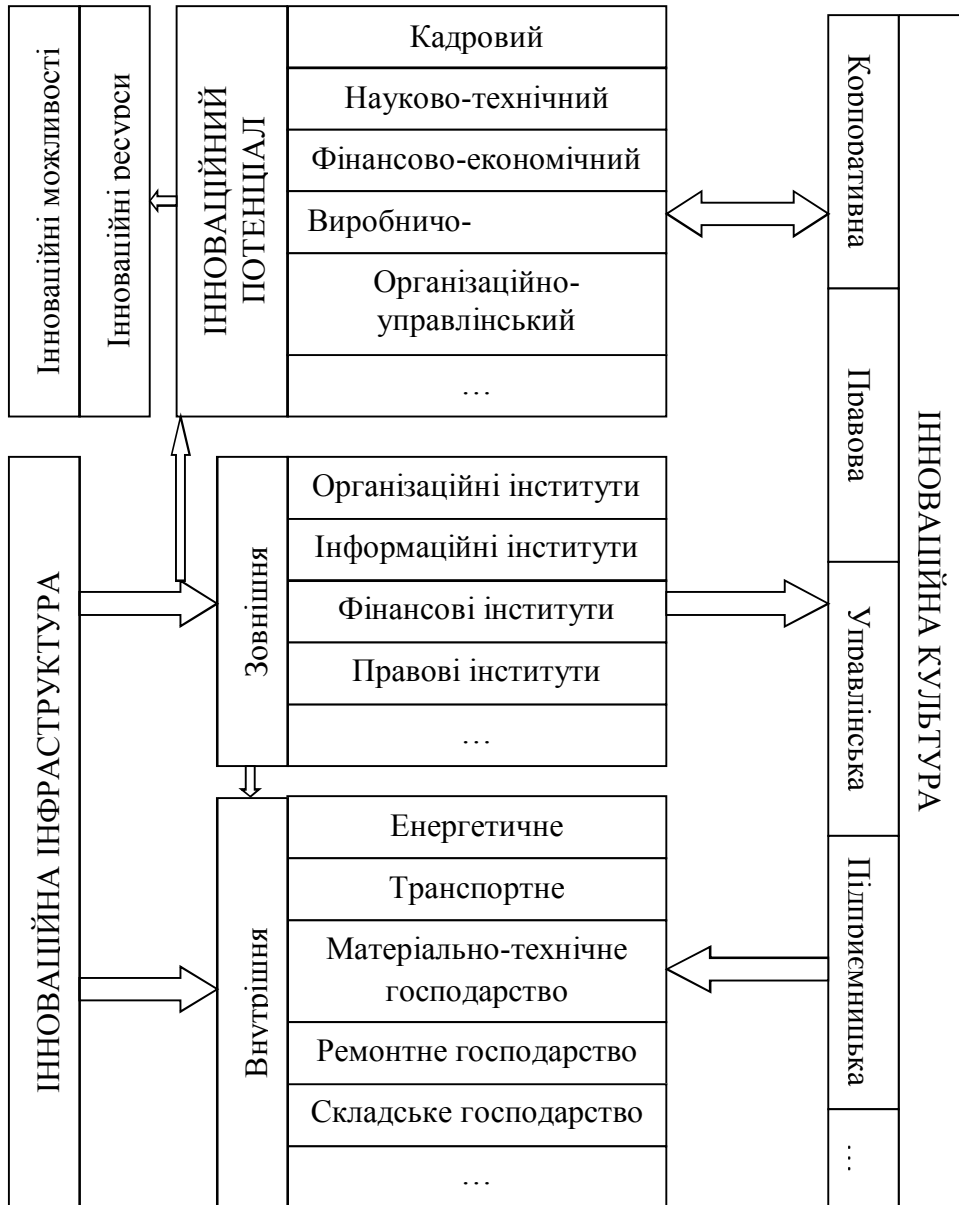 Інноваційні можливості
Інноваційні ресурси
ІННОВАЦІЙНИЙ
ПОТЕНЦІАЛ
Кадровий
Науково-технічний
Фінансово-економічний
Виробничо-
Організаційно-
управлінський
…
ІННОВАЦІЙНА ІНФРАСТРУКТУРА
Зовнішня
Організаційні інститути
Інформаційні інститути
Фінансові інститути
Правові інститути
…
Внутрішня
Енергетичне
Транспортне
Матеріально-технічне
господарство
Ремонтне господарство
Складське господарство
…
Корпоративна
Правова
Управлінська
Підприємницька
…
ІННОВАЦІЙНА КУЛЬТУРА